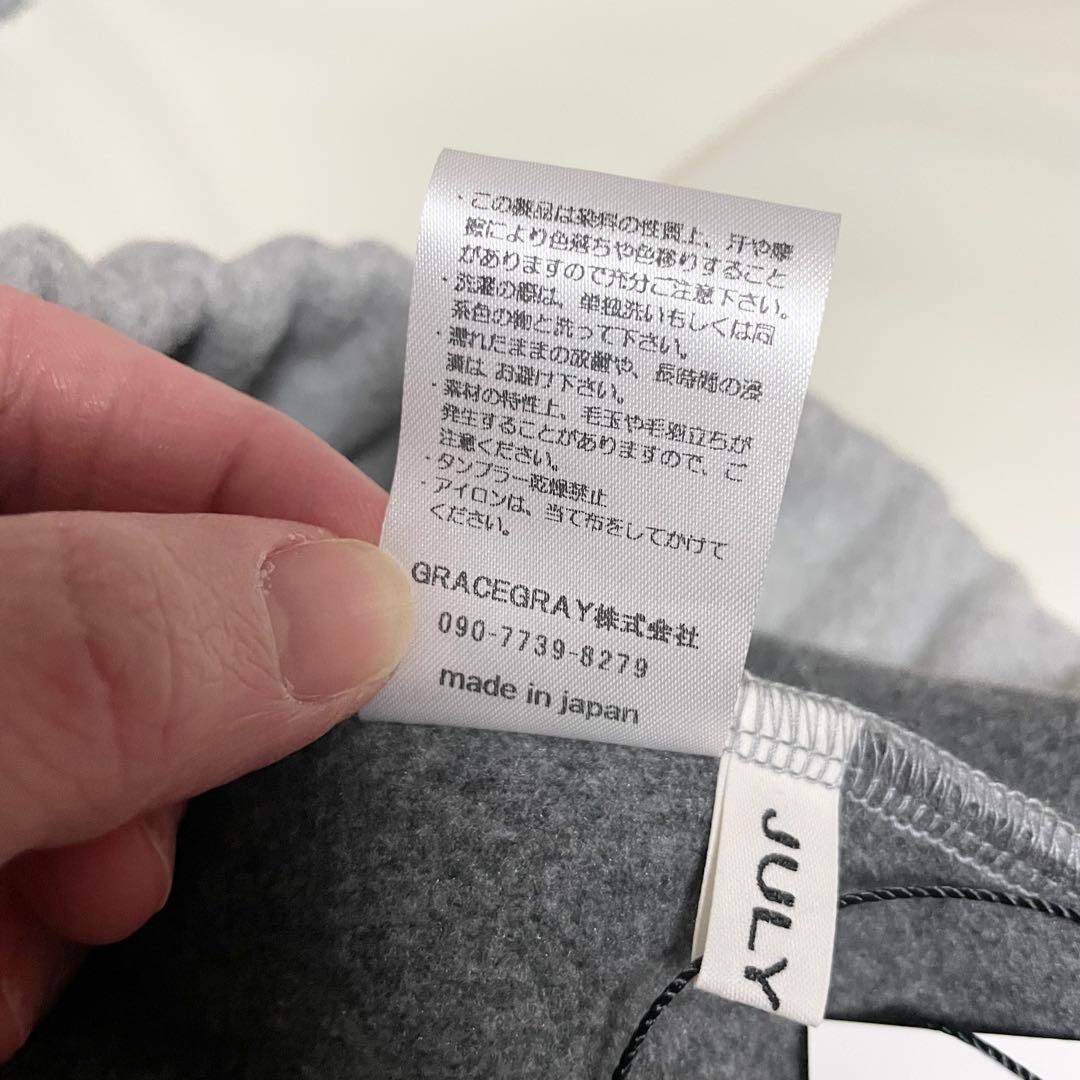 ・この製品は染料の性質上、汗や摩
擦により色落ちや色移りすること
がありますので充分ご注意下さい。
・洗濯の際は、単独洗いもしくは同
系色の物と洗って下さい。
・濡れたままの放置や、長時間の浸
漬は お避け下さい。
・素材の特性上、毛玉や毛羽立ちが
発生することがありますので、ご
注意ください。
・タンブラー乾燥禁止
・アイロンは、当て布をしてかけて
ください。
GRACEGRAY株式会社
090-7739-8279
made in japan
JULY